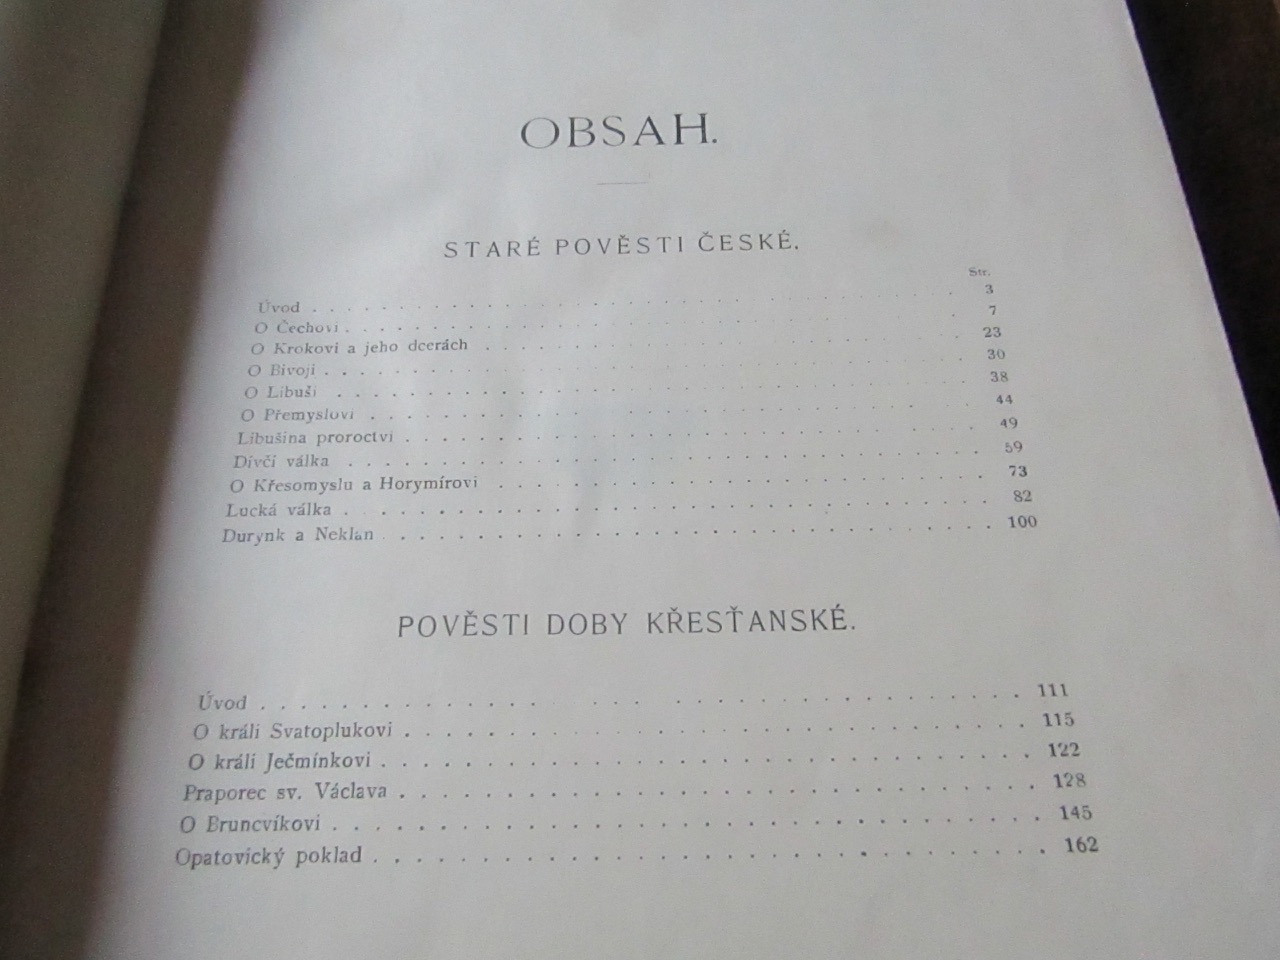 OBSAH.
STARÉ POVĚSTI ČESKÉ.
Str.
Úvod . . . . . . . . . . . . . . . . . . . . . . . . 3
O Čechovi . . . . . . . . . . . . . . . . . . . . . . . . 7
O Krokovi a jeho dcerách . . . . . . . . . . . . . . . . . . . 23
O Bivoji . . . . . . . . . . . . . . . . . . . . . . . . 30
O Libuši . . . . . . . . . . . . . . . . . . . . . . . . 38
O Přemyslovi . . . . . . . . . . . . . . . . . . . . . . . 44
Libušina proroctví . . . . . . . . . . . . . . . . . . . . . 49
Dívčí válka . . . . . . . . . . . . . . . . . . . . . . . 59
O Křesomyslu a Horymírovi . . . . . . . . . . . . . . . . . . 73
Lucká válka . . . . . . . . . . . . . . . . . . . . . . . 82
Durynk a Neklan . . . . . . . . . . . . . . . . . . . . . . 100
POVĚSTI DOBY KŘESŤANSKÉ.
Úvod . . . . . . . . . . . . . . . . . . . . . . . . 111
O králi Svatoplukovi . . . . . . . . . . . . . . . . . . . . . 115
O králi Ječmínkovi . . . . . . . . . . . . . . . . . . . . . . 122
Praporec sv. Václava . . . . . . . . . . . . . . . . . . . . . 128
O Bruncvíkovi . . . . . . . . . . . . . . . . . . . . . . . 145
Opatovický poklad . . . . . . . . . . . . . . . . . . . . . . 162